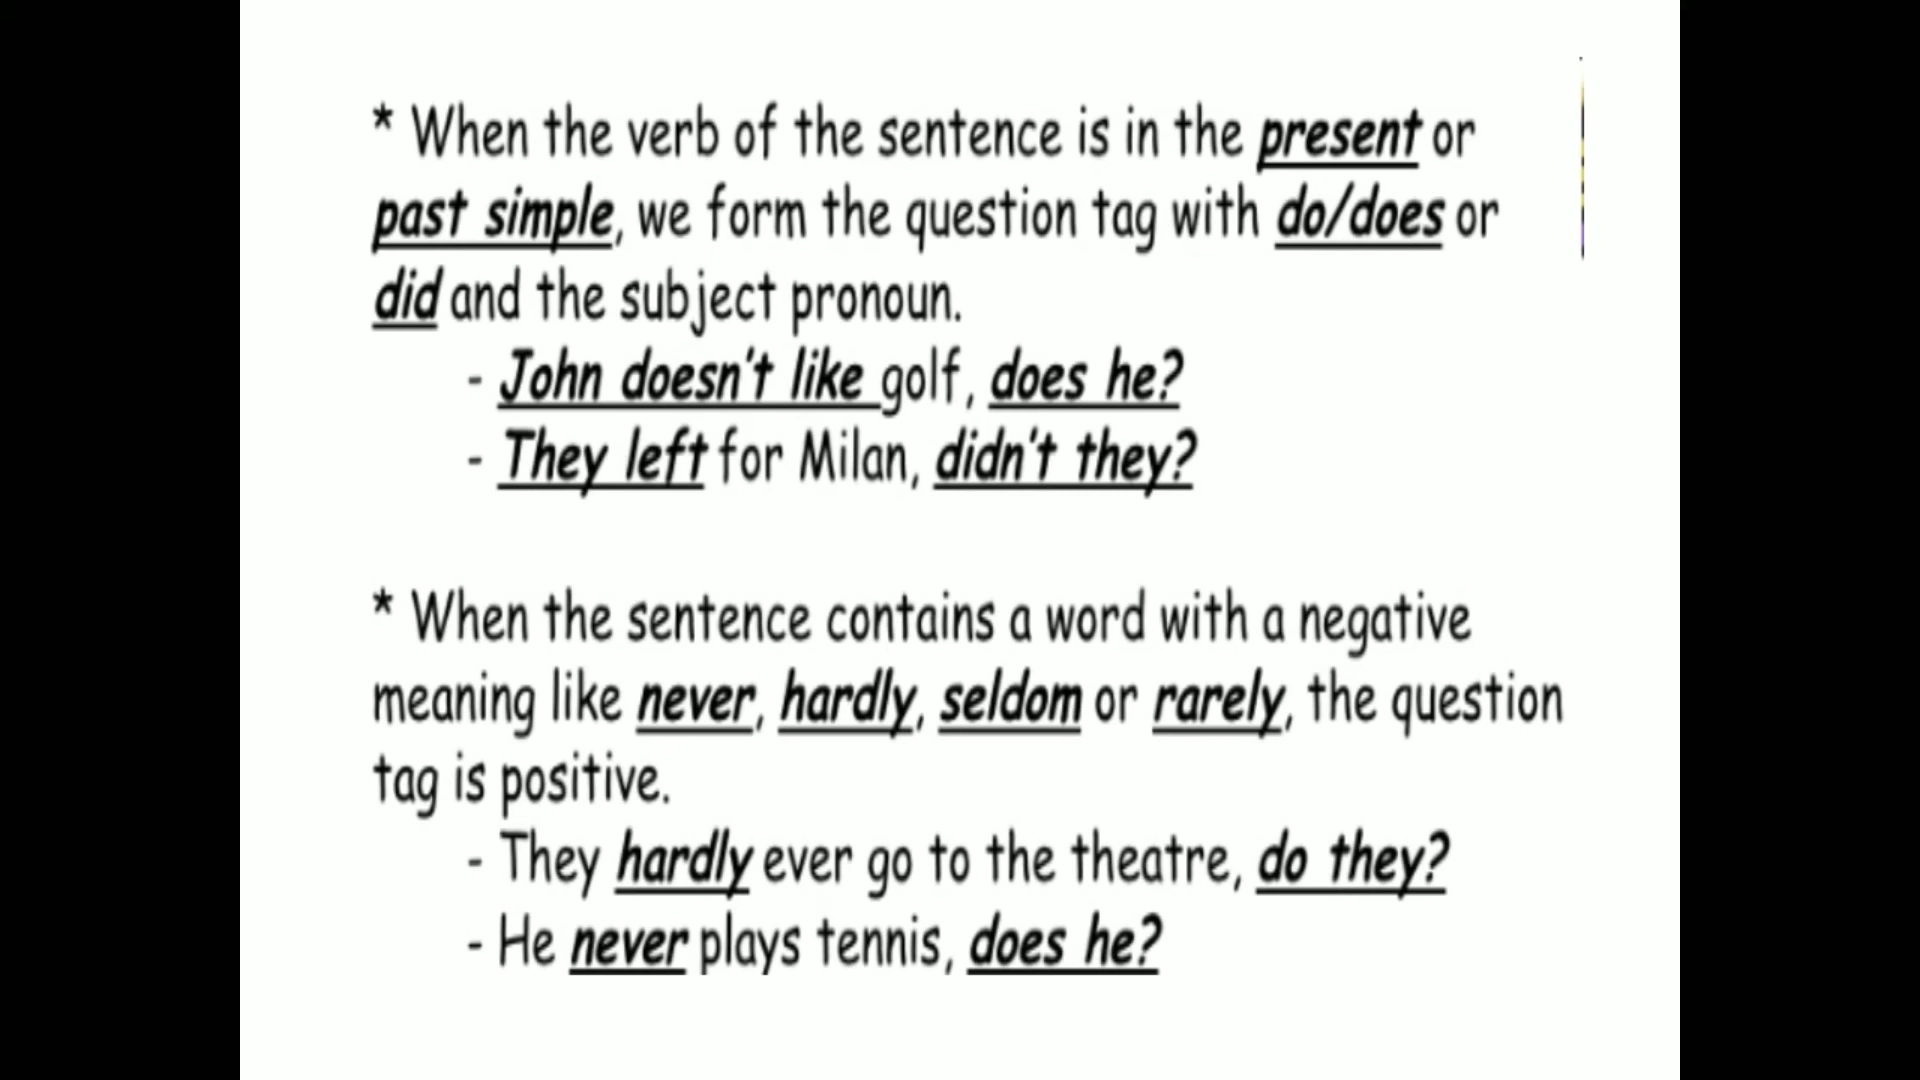 * When the verb of the sentence is in the present or
past simple, we form the question tag with do/does or
did and the subject pronoun.
- John doesn't like golf, does he?
- They left for Milan, didn't they?
* When the sentence contains a word with a negative
meaning like never, hardly, seldom or rarely, the question
tag is positive.
- They hardly ever go to the theatre, do they?
- He never plays tennis, does he?